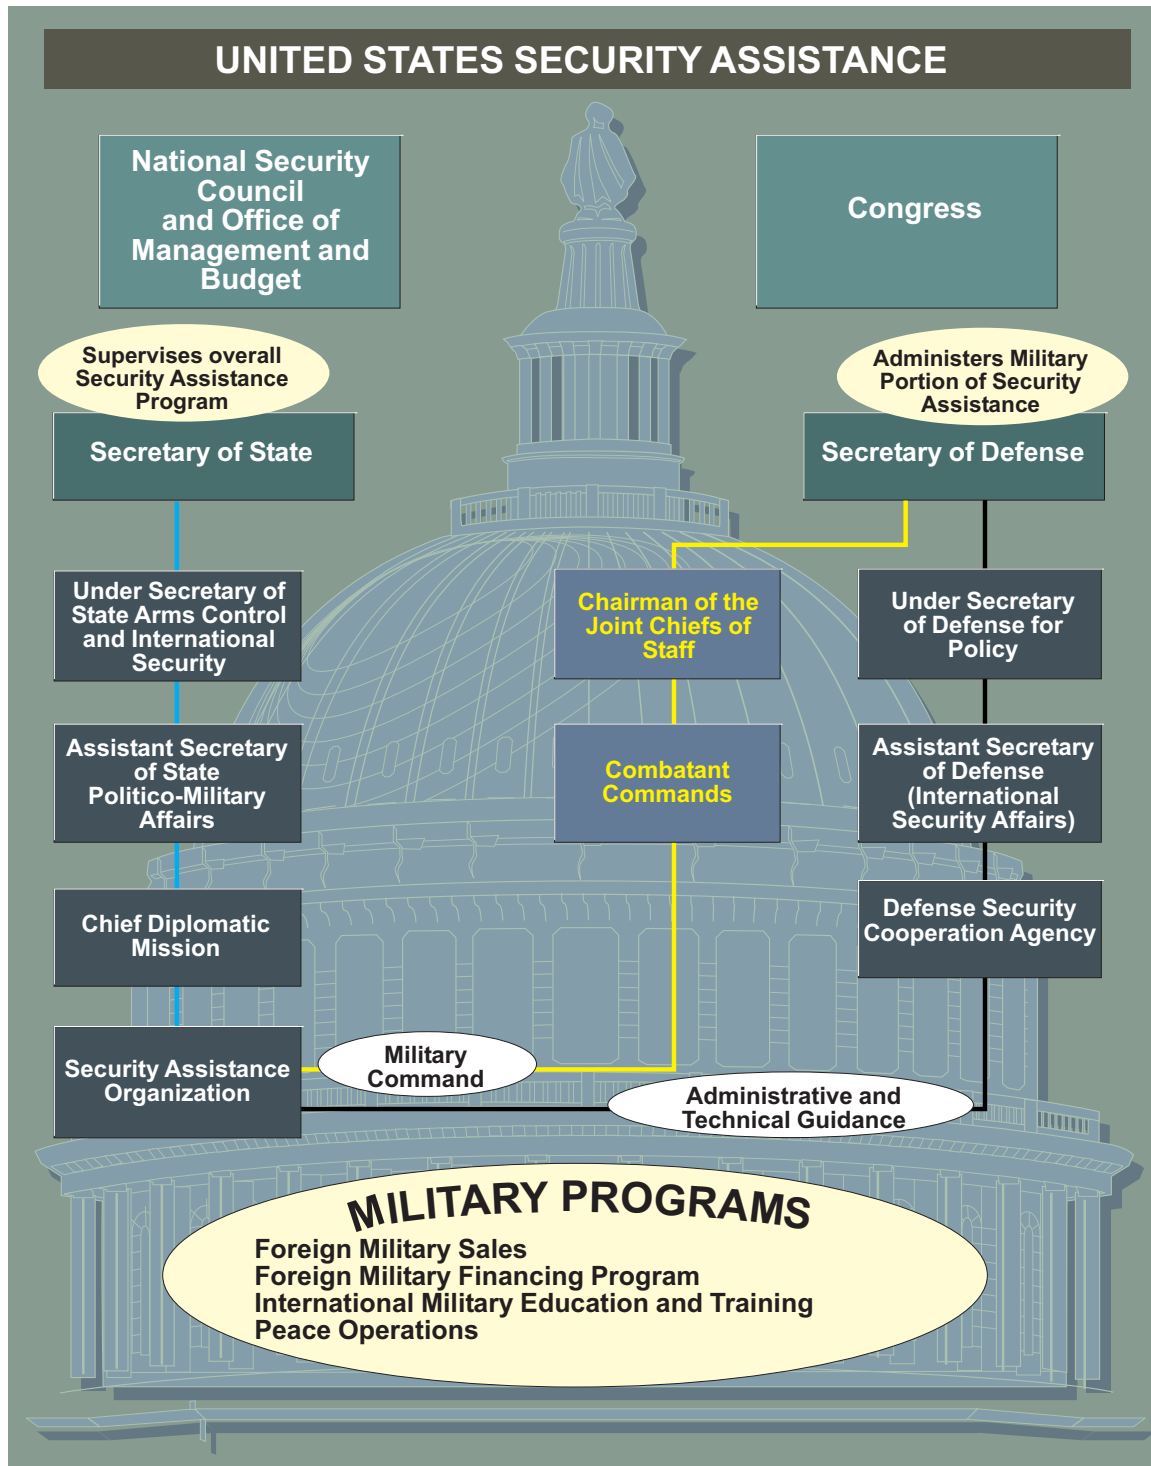 UNITED STATES SECURITY ASSISTANCE
National Security
Council
and Office of
Management and
Budget
Congress
Supervises overall
Security Assistance
Program
Administers Military
Portion of Security
Assistance
Secretary of State
Secretary of Defense
Under Secretary of
State Arms Control
and International
Security
Chairman of the
Joint Chiefs of
Staff
Under Secretary
of Defense for
Policy
Assistant Secretary
of State
Politico-Military
Affairs
Combatant
Commands
Assistant Secretary
of Defense
(International
Security Affairs)
Chief Diplomatic
Mission
Defense Security
Cooperation Agency
Security Assistance
Organization
Military
Command
Administrative and
Technical Guidance
MILITARY PROGRAMS
Foreign Military Sales
Foreign Military Financing Program
International Military Education and Training
Peace Operations